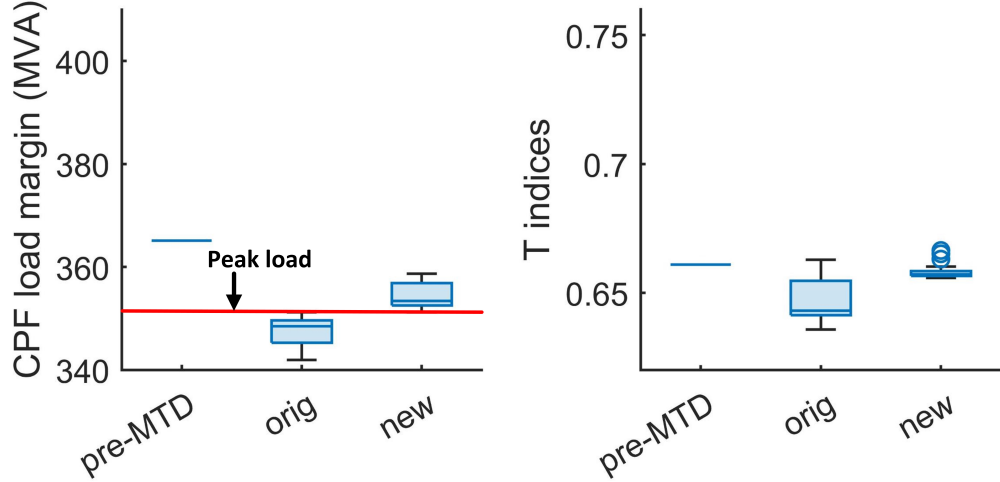 CPF load margin (MVA)
400
380
360
340
Peak load
pre-MTD
orig
new
T indices
0.75
0.7
0.65
pre-MTD
orig
new